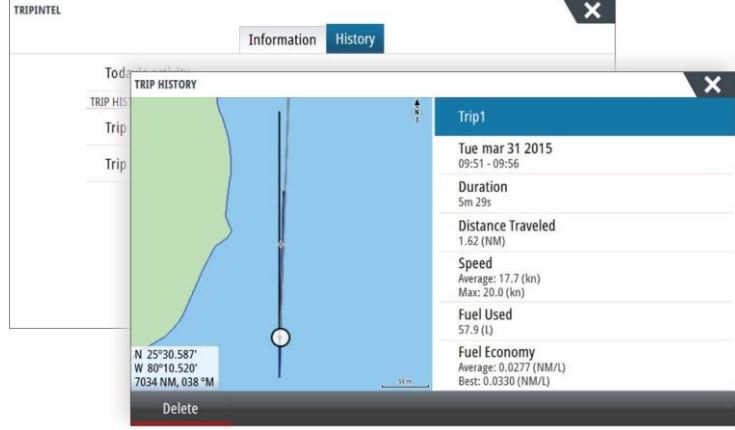 TRIPINTEL
Information History
TRIP HISTORY
TRIP HIS
Trip
Trip
N
Trip1
Tue mar 31 2015
09:51 - 09:56
Duration
5m 29s
Distance Traveled
1.62 (NM)
Speed
Average: 17.7 (kn)
Max: 20.0 (kn)
Fuel Used
57.9 (L)
Fuel Economy
Average: 0.0277 (NM/L)
Best: 0.0330 (NM/L)
N 25°30.587'
W 80°10.520'
7034 NM, 038 °M
50 m
Delete